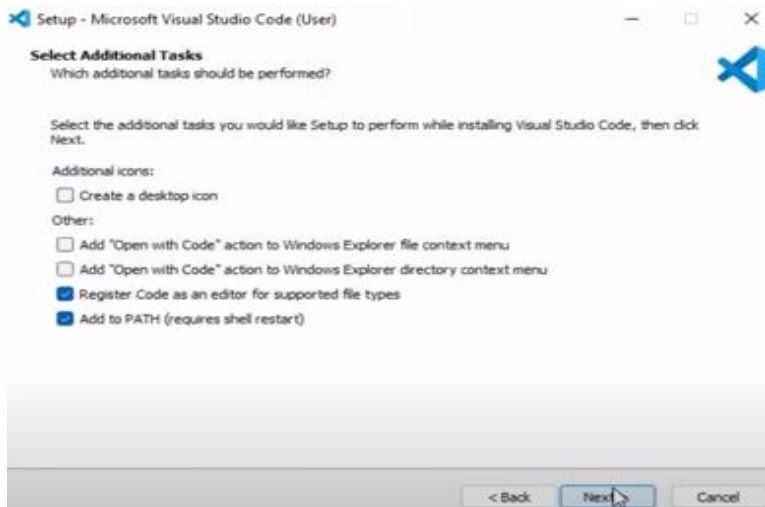 Setup - Microsoft Visual Studio Code (User)
Select Additional Tasks
Which additional tasks should be performed?
Select the additional tasks you would like Setup to perform while installing Visual Studio Code, then click
Next.
Additional icons:
Create a desktop icon
Other:
Add "Open with Code" action to Windows Explorer file context menu
Add "Open with Code" action to Windows Explorer directory context menu
Register Code as an editor for supported file types
Add to PATH (requires shell restart)
< Back Next > Cancel